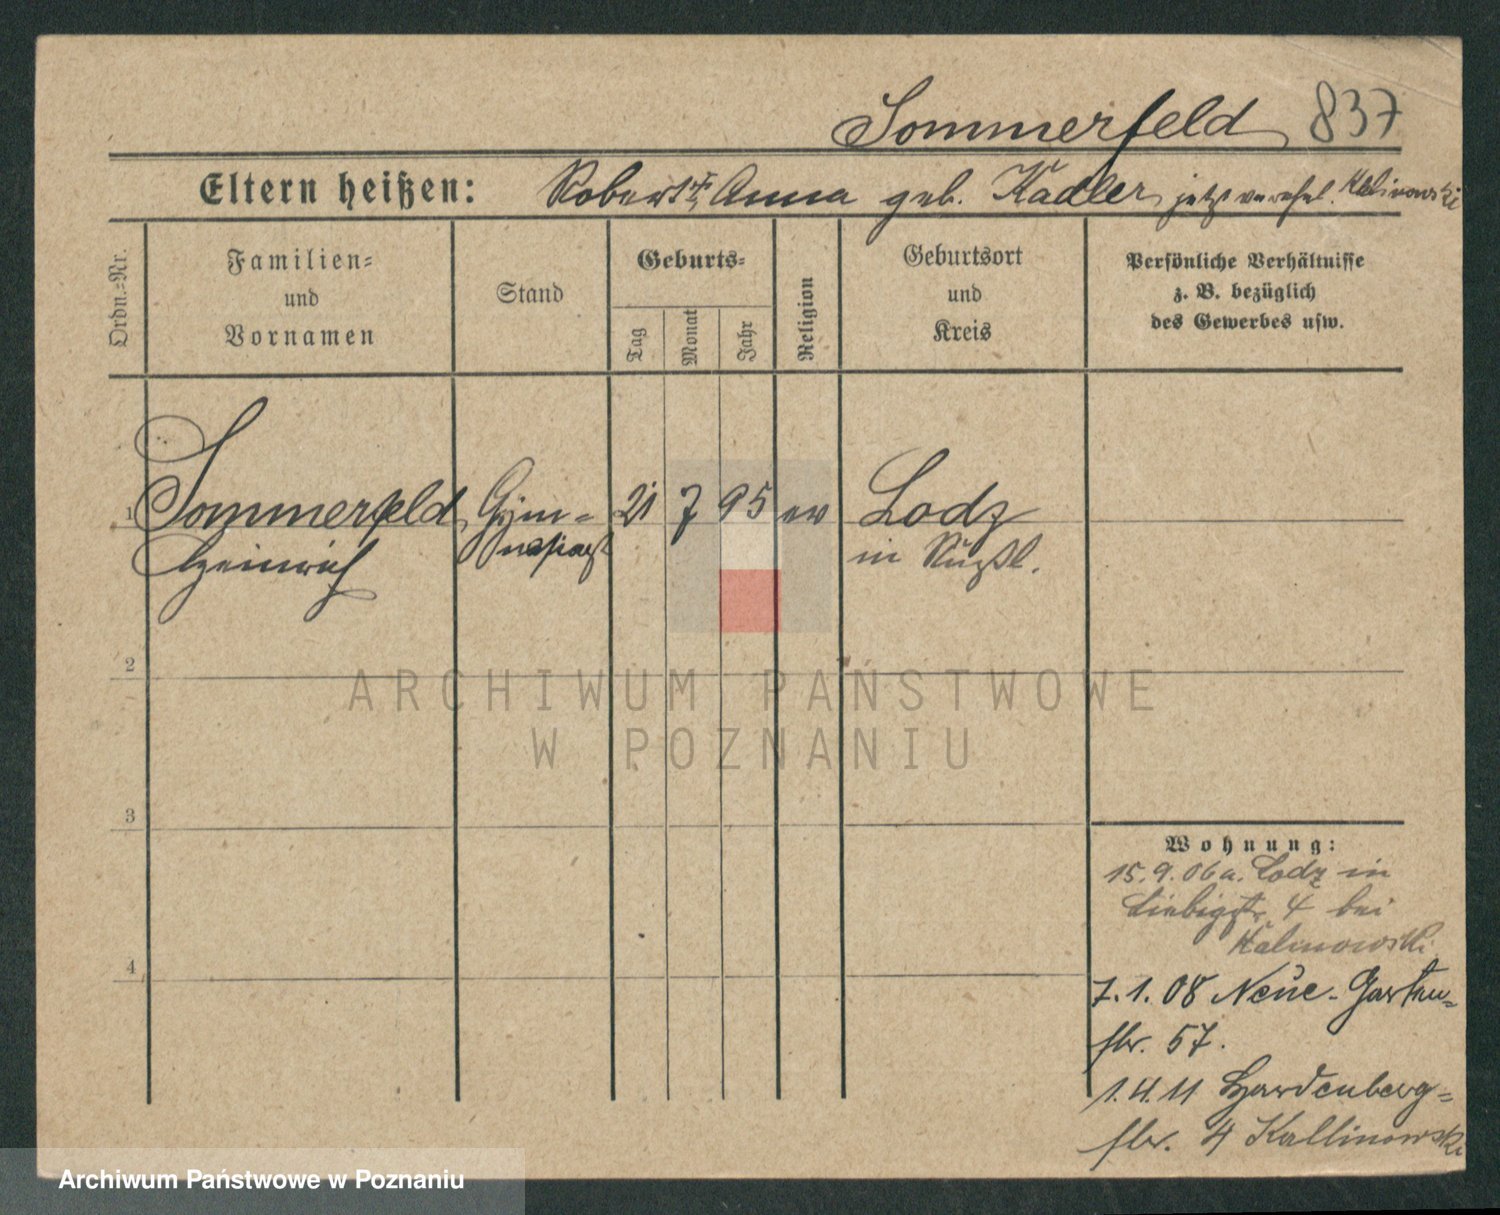 Sommerfeld 837
Eltern heißen: Robert †, Anna geb. Kadler, jetzt verehel. Kalinowski
Ordn.-Nr.
Familien-
und
Vornamen
Stand
Geburts-
Tag
Monat
Jahr
Religion
Geburtsort
und
Kreis
Persönliche Verhältnisse
z. B. bezüglich
des Gewerbes usw.
1 Sommerfeld, Gym- 21 7 95 ev Lodz
Heinrich nasiast in Rußl.
2
ARCHIWUM PAŃSTWOWE
W POZNANIU
3
Wohnung:
15.9.06 a. Lodz in
Liebigstr. 4 bei
Kalinowski
4
7.1.08 Neue-Garten-
str. 57.
1.4.11 Hardenberg-
str. 4 Kallinowski
Archiwum Państwowe w Poznaniu